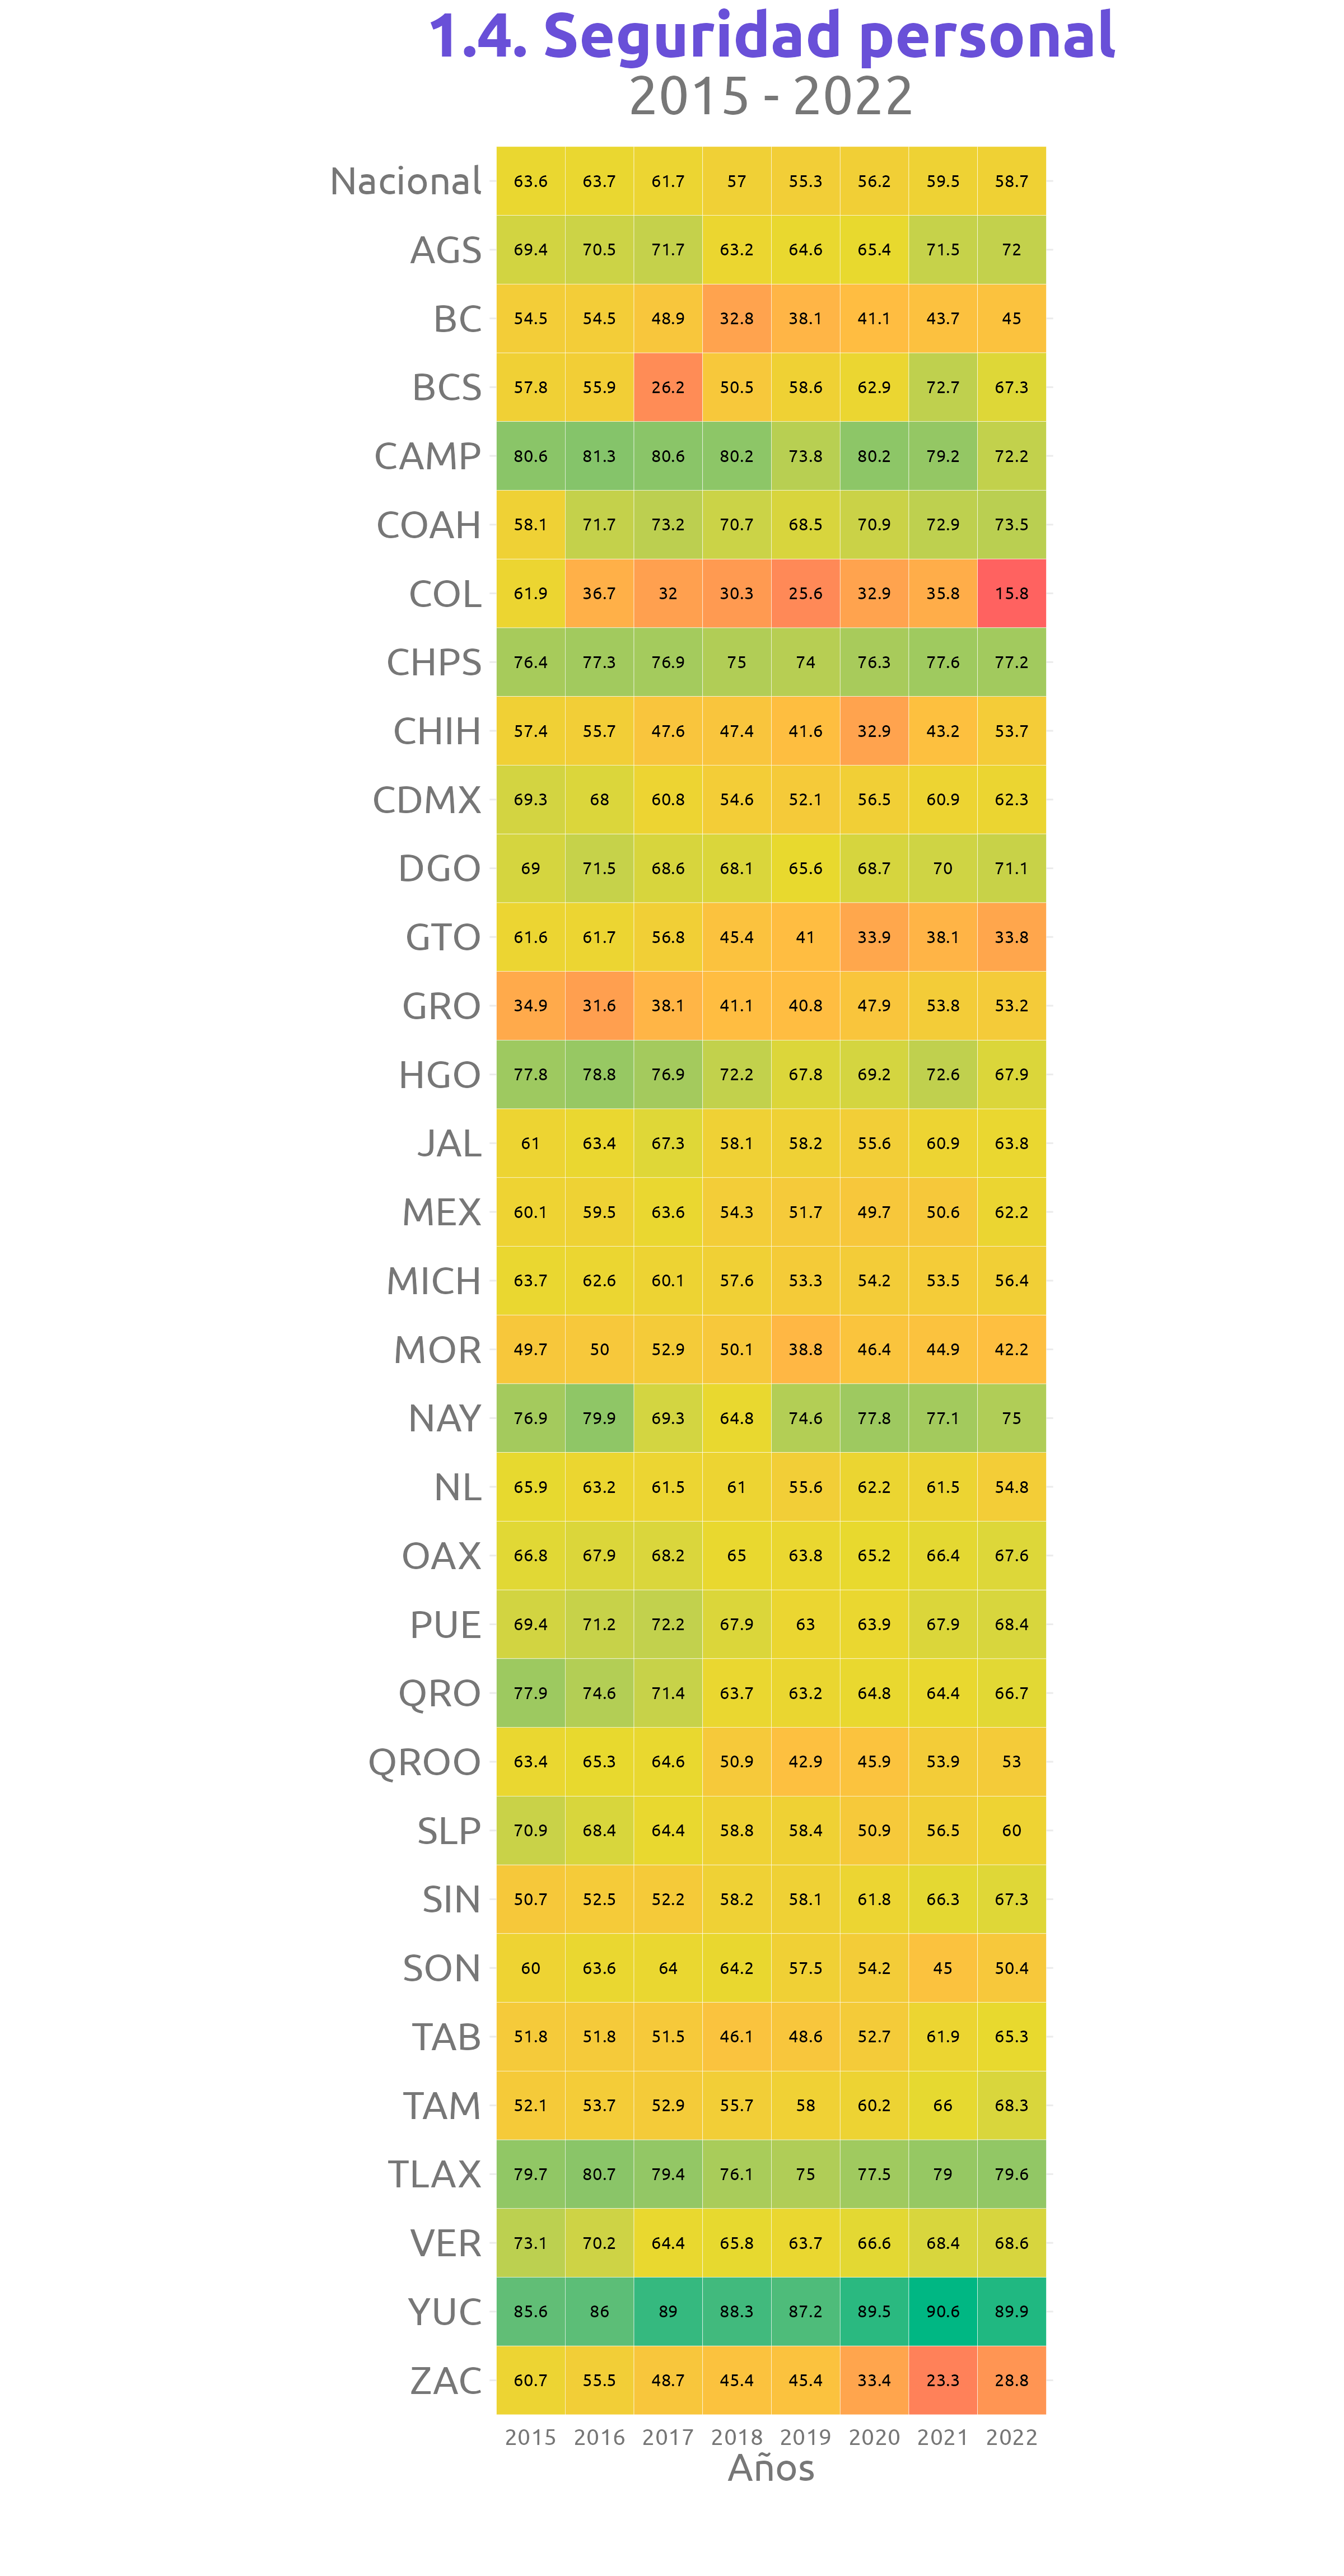 1.4. Seguridad personal
2015 - 2022
Nacional 63.6 63.7 61.7 57 55.3 56.2 59.5 58.7
AGS 69.4 70.5 71.7 63.2 64.6 65.4 71.5 72
BC 54.5 54.5 48.9 32.8 38.1 41.1 43.7 45
BCS 57.8 55.9 26.2 50.5 58.6 62.9 72.7 67.3
CAMP 80.6 81.3 80.6 80.2 73.8 80.2 79.2 72.2
COAH 58.1 71.7 73.2 70.7 68.5 70.9 72.9 73.5
COL 61.9 36.7 32 30.3 25.6 32.9 35.8 15.8
CHPS 76.4 77.3 76.9 75 74 76.3 77.6 77.2
CHIH 57.4 55.7 47.6 47.4 41.6 32.9 43.2 53.7
CDMX 69.3 68 60.8 54.6 52.1 56.5 60.9 62.3
DGO 69 71.5 68.6 68.1 65.6 68.7 70 71.1
GTO 61.6 61.7 56.8 45.4 41 33.9 38.1 33.8
GRO 34.9 31.6 38.1 41.1 40.8 47.9 53.8 53.2
HGO 77.8 78.8 76.9 72.2 67.8 69.2 72.6 67.9
JAL 61 63.4 67.3 58.1 58.2 55.6 60.9 63.8
MEX 60.1 59.5 63.6 54.3 51.7 49.7 50.6 62.2
MICH 63.7 62.6 60.1 57.6 53.3 54.2 53.5 56.4
MOR 49.7 50 52.9 50.1 38.8 46.4 44.9 42.2
NAY 76.9 79.9 69.3 64.8 74.6 77.8 77.1 75
NL 65.9 63.2 61.5 61 55.6 62.2 61.5 54.8
OAX 66.8 67.9 68.2 65 63.8 65.2 66.4 67.6
PUE 69.4 71.2 72.2 67.9 63 63.9 67.9 68.4
QRO 77.9 74.6 71.4 63.7 63.2 64.8 64.4 66.7
QROO 63.4 65.3 64.6 50.9 42.9 45.9 53.9 53
SLP 70.9 68.4 64.4 58.8 58.4 50.9 56.5 60
SIN 50.7 52.5 52.2 58.2 58.1 61.8 66.3 67.3
SON 60 63.6 64 64.2 57.5 54.2 45 50.4
TAB 51.8 51.8 51.5 46.1 48.6 52.7 61.9 65.3
TAM 52.1 53.7 52.9 55.7 58 60.2 66 68.3
TLAX 79.7 80.7 79.4 76.1 75 77.5 79 79.6
VER 73.1 70.2 64.4 65.8 63.7 66.6 68.4 68.6
YUC 85.6 86 89 88.3 87.2 89.5 90.6 89.9
ZAC 60.7 55.5 48.7 45.4 45.4 33.4 23.3 28.8
2015 2016 2017 2018 2019 2020 2021 2022
Años